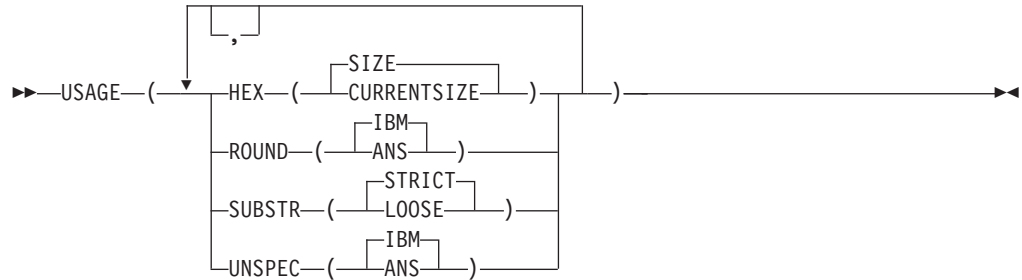 ,
SIZE
USAGE ( HEX ( CURRENTSIZE ) )
IBM
ROUND ( ANS )
STRICT
SUBSTR ( LOOSE )
IBM
UNSPEC ( ANS )